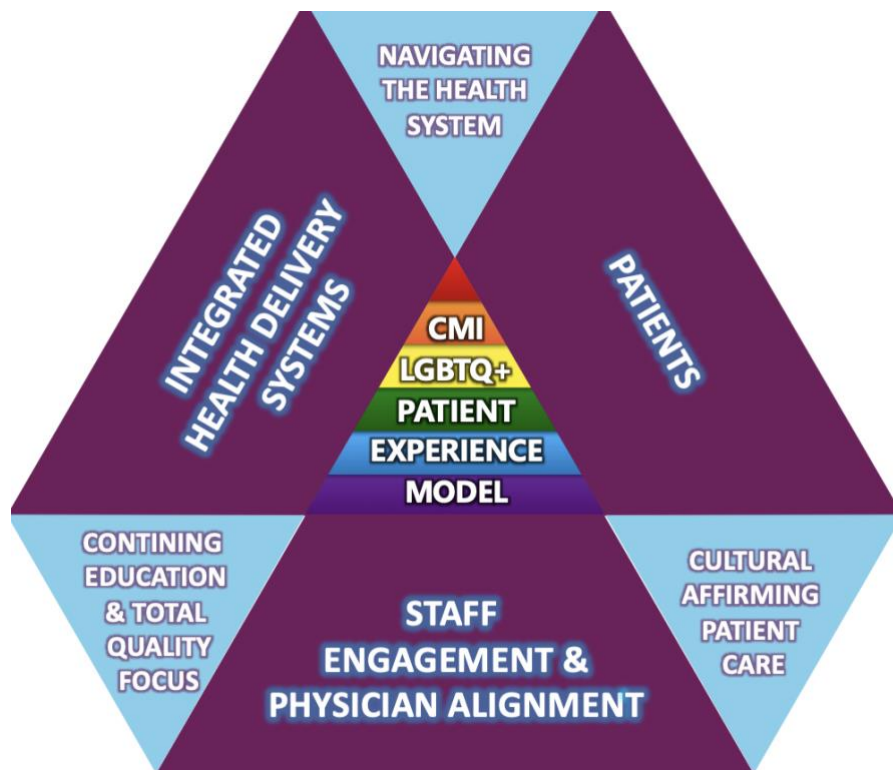 NAVIGATING
THE HEALTH
SYSTEM
INTEGRATED
HEALTH DELIVERY
SYSTEMS
PATIENTS
CMI
LGBTQ+
PATIENT
EXPERIENCE
MODEL
CONTINING
EDUCATION
& TOTAL
QUALITY
FOCUS
STAFF
ENGAGEMENT &
PHYSICIAN ALIGNMENT
CULTURAL
AFFIRMING
PATIENT
CARE